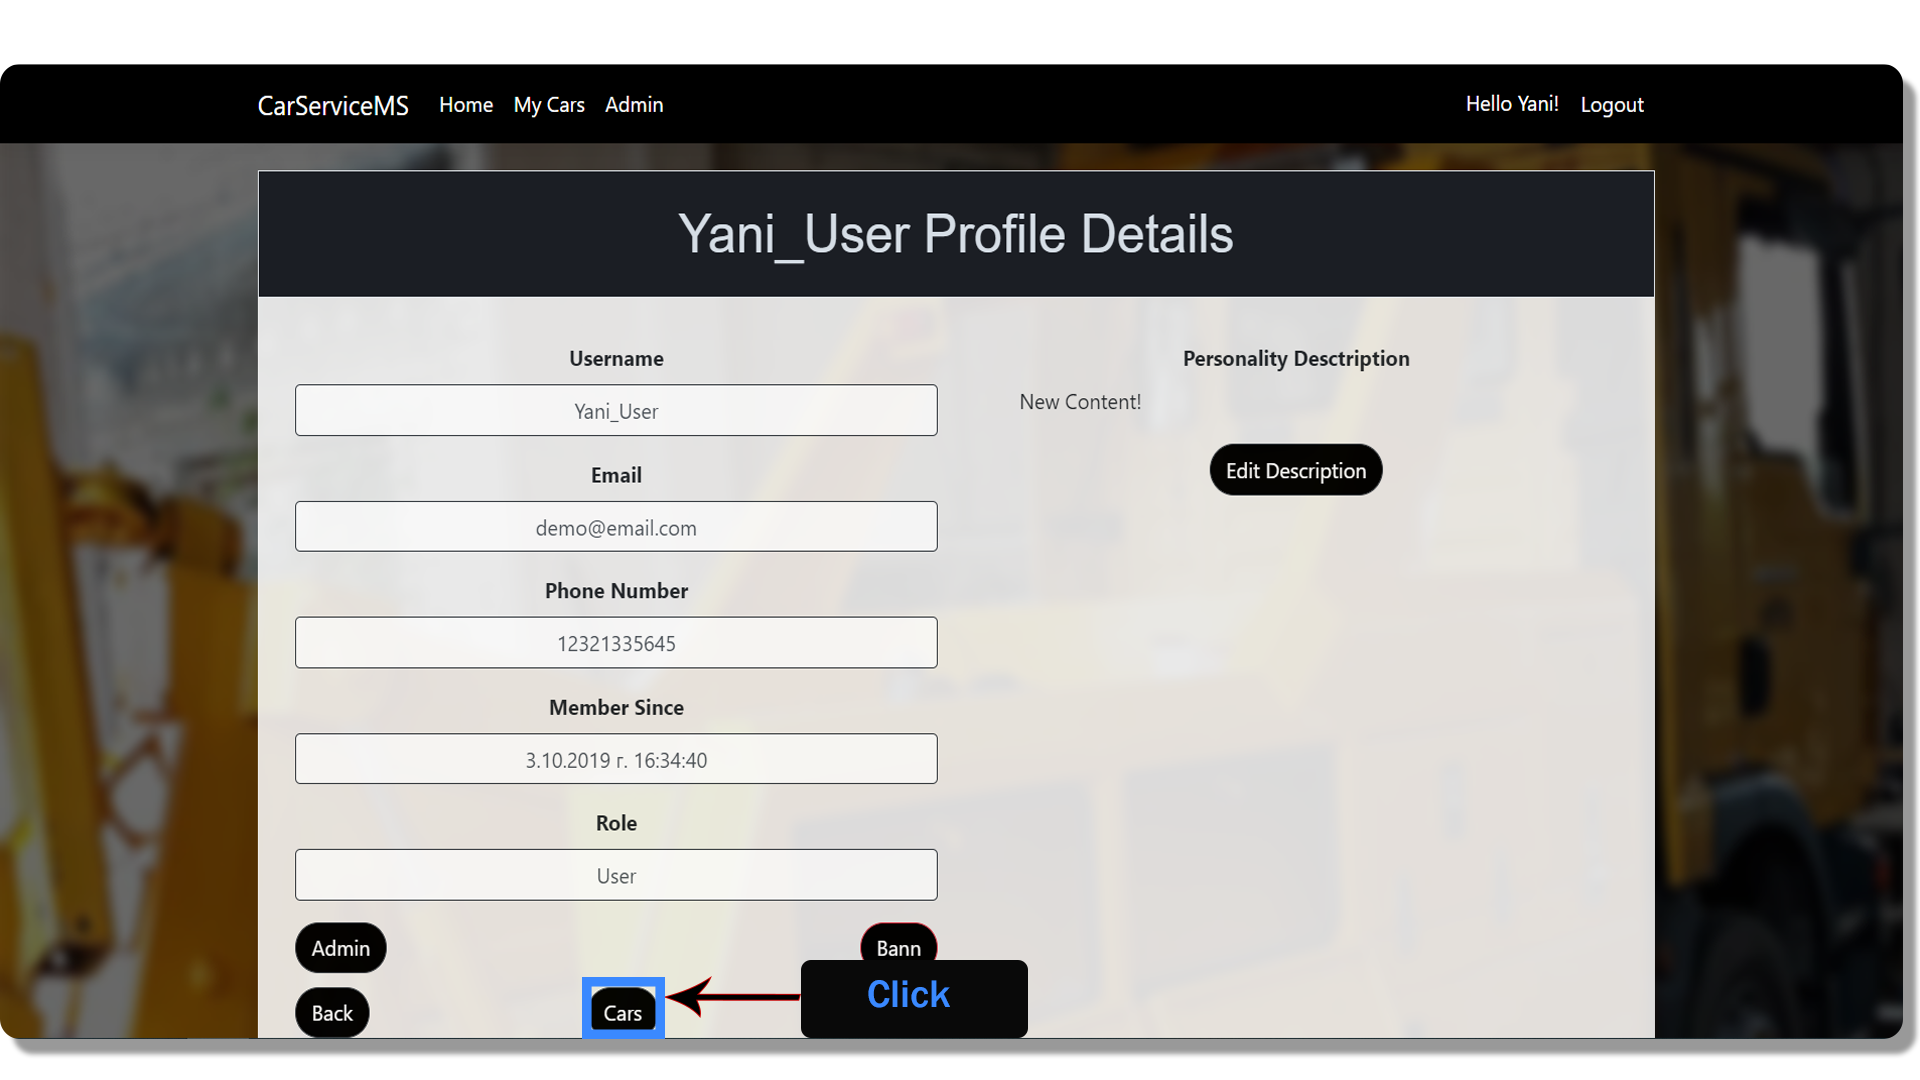 CarServiceMS Home My Cars Admin Hello Yani! Logout
Yani_User Profile Details
Username
Yani_User
Email
demo@email.com
Phone Number
12321335645
Member Since
3.10.2019 г. 16:34:40
Role
User
Personality Desctription
New Content!
Edit Description
Admin
Bann
Back
Cars
Click